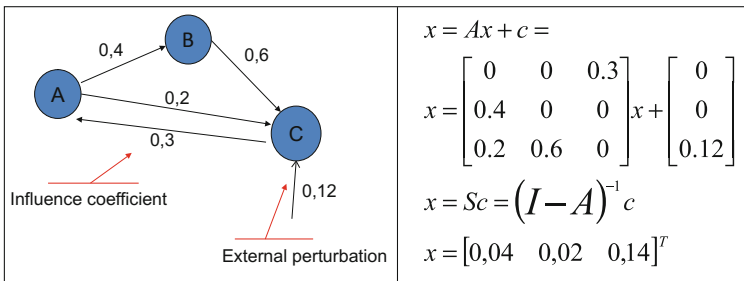 B
0,4
0,6
A
0,2
C
0,3
0,12
Influence coefficient
External perturbation
x = Ax + c =
x = [0 0 0.3; 0.4 0 0; 0.2 0.6 0] x + [0; 0; 0.12]
x = Sc = (I − A)⁻¹ c
x = [0,04 0,02 0,14]ᵀ